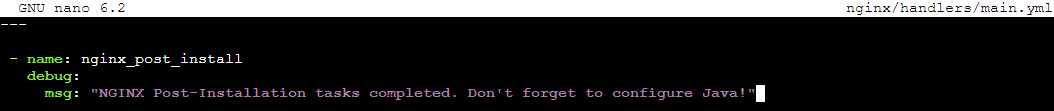 GNU nano 6.2 nginx/handlers/main.yml
---
- name: nginx_post_install
debug:
msg: "NGINX Post-Installation tasks completed. Don't forget to configure Java!"